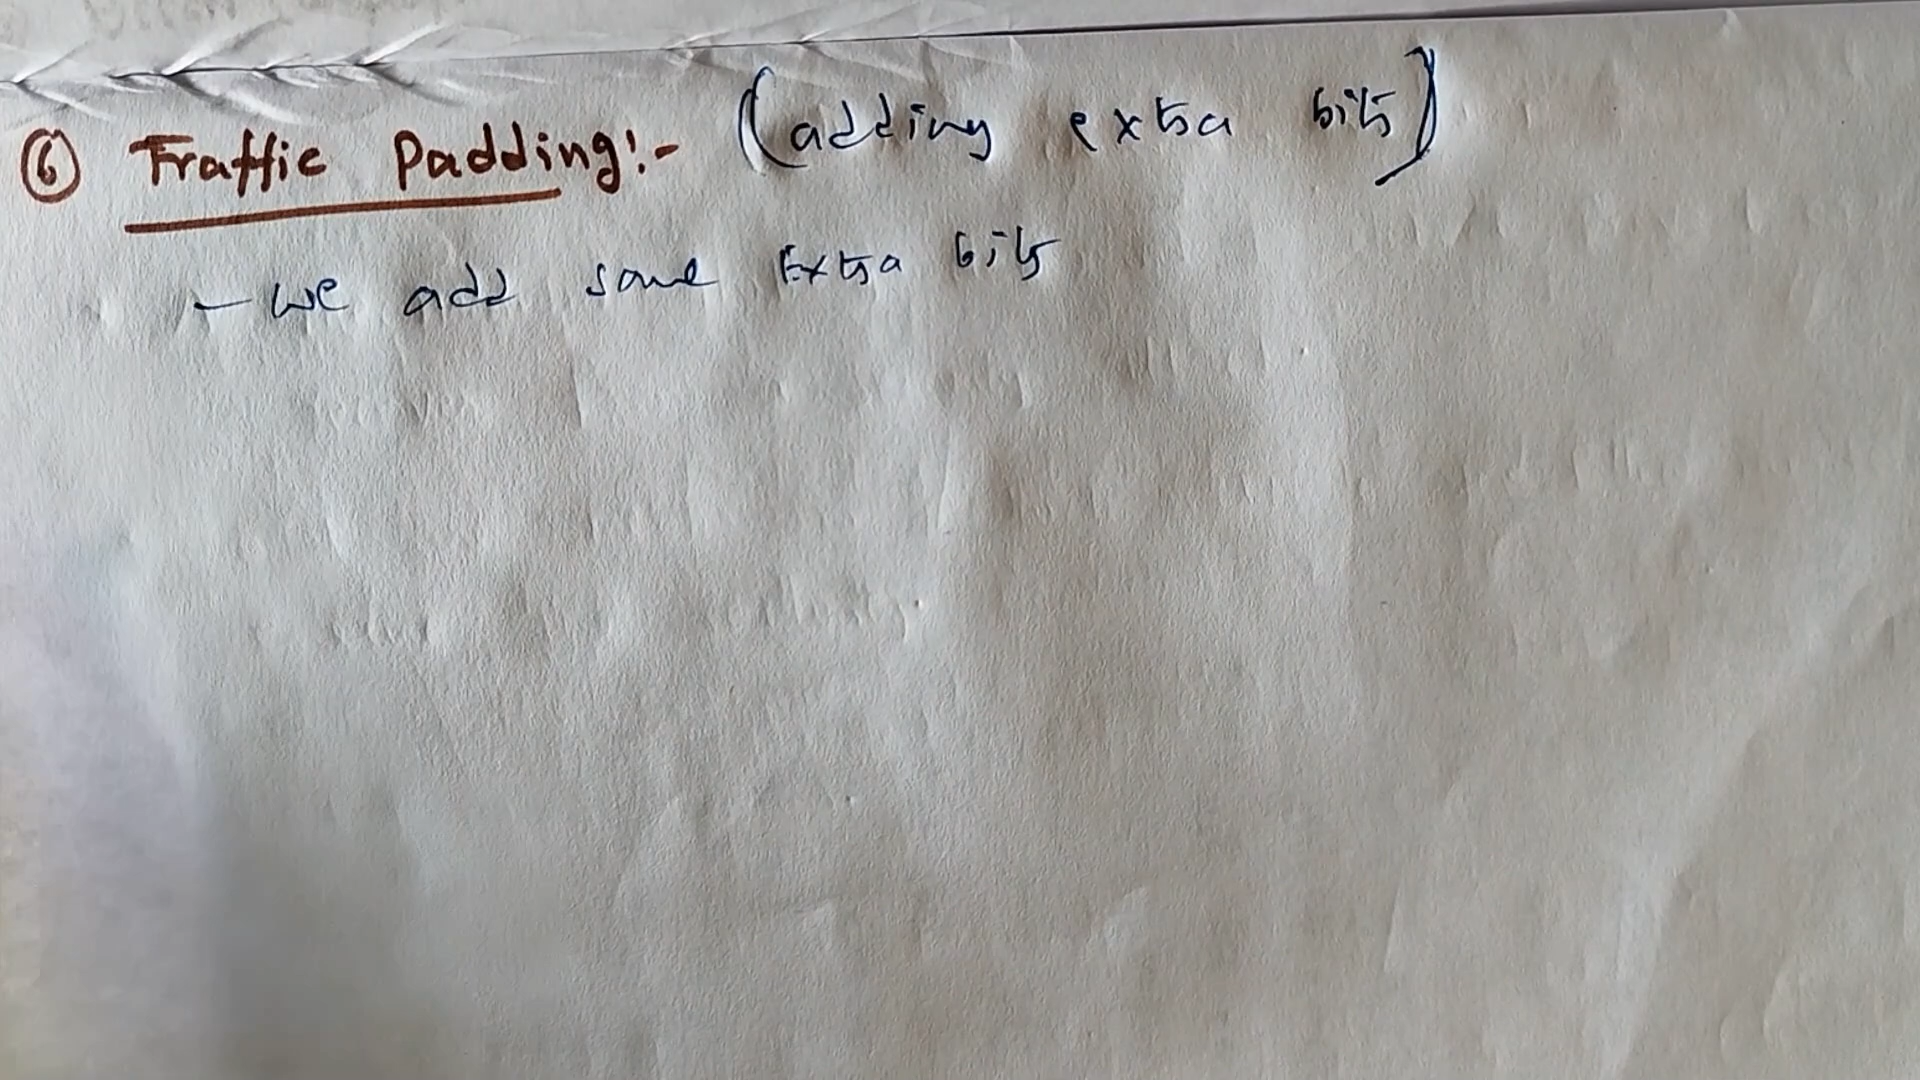 ⑥ Traffic Padding:- (adding extra bits)
- we add some Extra bits